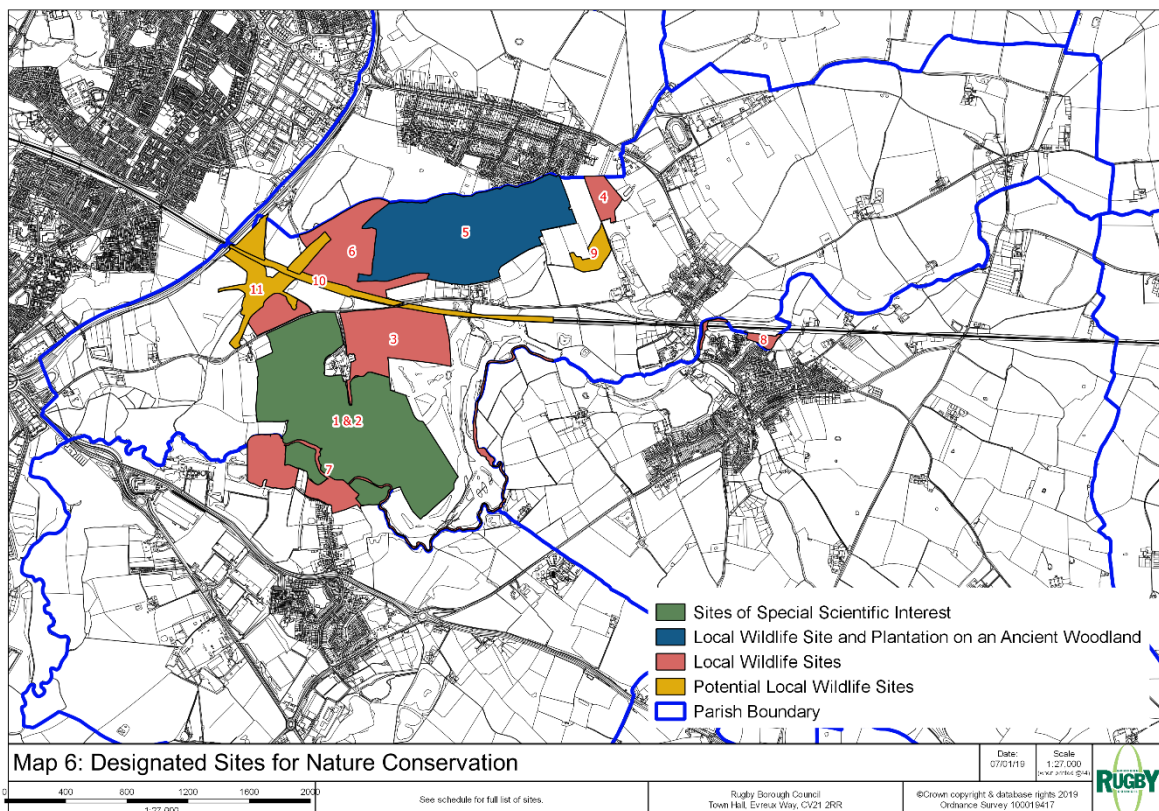 4
5
6
9
10
11
3
8
1 & 2
7
Sites of Special Scientific Interest
Local Wildlife Site and Plantation on an Ancient Woodland
Local Wildlife Sites
Potential Local Wildlife Sites
Parish Boundary
Map 6: Designated Sites for Nature Conservation
Date:
07/01/19
Scale
1:27,000
RUGBY
0 400 800 1200 1600 2000
1:27,000
See schedule for full list of sites.
Rugby Borough Council
Town Hall, Evreux Way, CV21 2RR
©Crown copyright & database rights 2019
Ordnance Survey 100019417